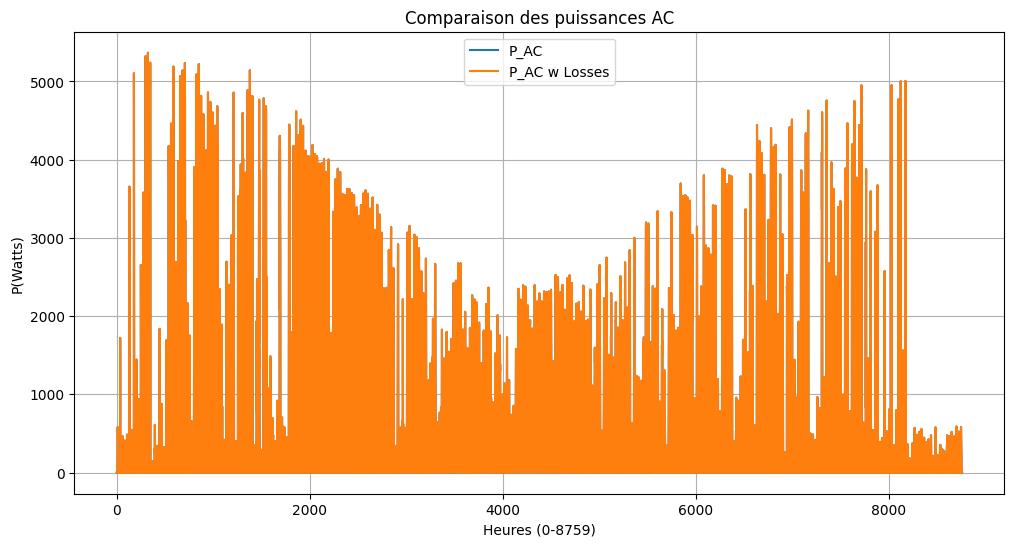 Comparaison des puissances AC
P_AC
P_AC w Losses
P(Watts)
5000
4000
3000
2000
1000
0
0
2000
4000
6000
8000
Heures (0-8759)